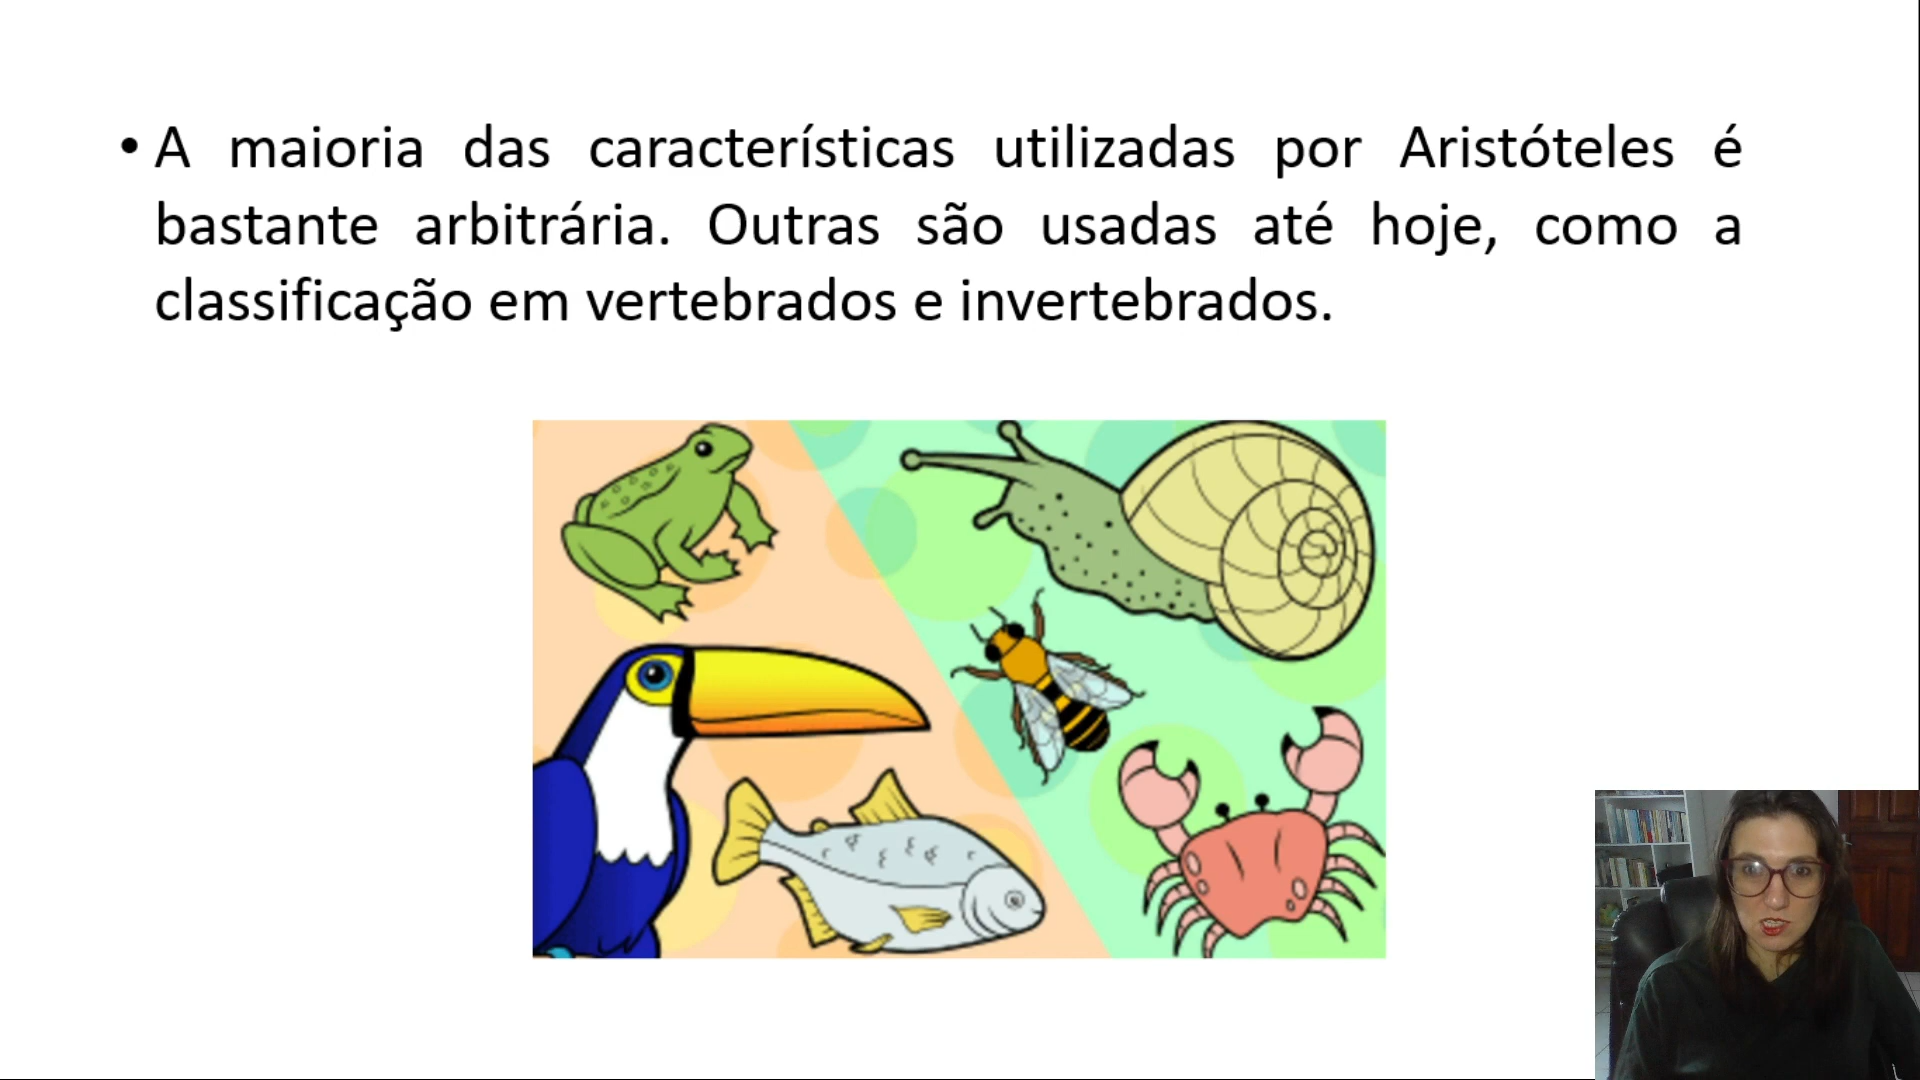 • A maioria das características utilizadas por Aristóteles é
bastante arbitrária. Outras são usadas até hoje, como a
classificação em vertebrados e invertebrados.